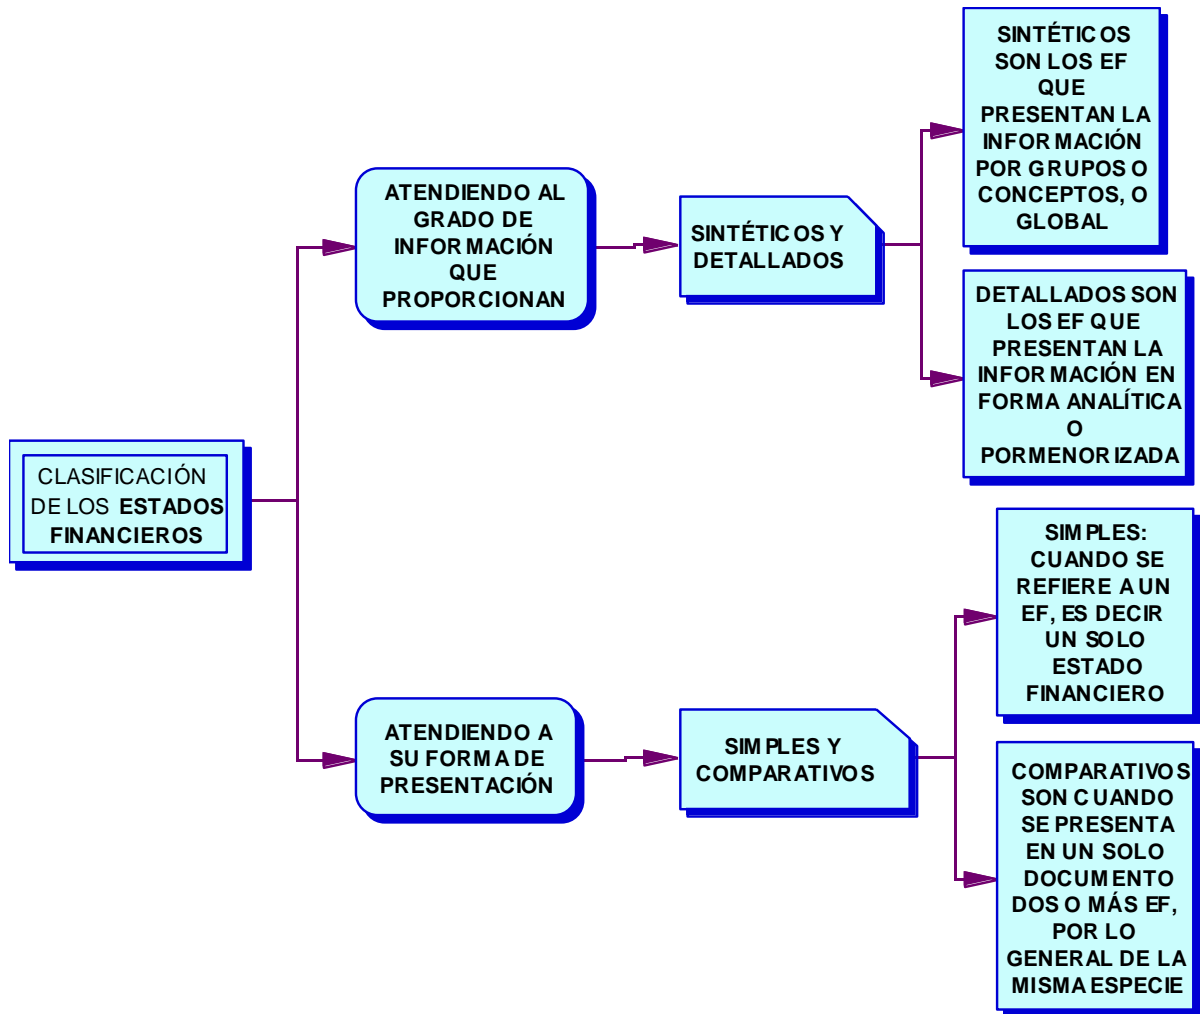 CLASIFICACIÓN
DE LOS ESTADOS
FINANCIEROS
ATENDIENDO AL
GRADO DE
INFORMACIÓN
QUE
PROPORCIONAN
SINTÉTICOS Y
DETALLADOS
SINTÉTICOS
SON LOS EF
QUE
PRESENTAN LA
INFORMACIÓN
POR GRUPOS O
CONCEPTOS, O
GLOBAL
DETALLADOS SON
LOS EF QUE
PRESENTAN LA
INFORMACIÓN EN
FORMA ANALÍTICA
O
PORMENORIZADA
ATENDIENDO A
SU FORMA DE
PRESENTACIÓN
SIMPLES Y
COMPARATIVOS
SIMPLES:
CUANDO SE
REFIERE A UN
EF, ES DECIR
UN SOLO
ESTADO
FINANCIERO
COMPARATIVOS
SON CUANDO
SE PRESENTA
EN UN SOLO
DOCUMENTO
DOS O MÁS EF,
POR LO
GENERAL DE LA
MISMA ESPECIE